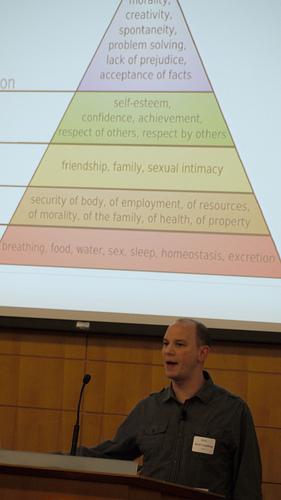 morality,
creativity,
spontaneity,
problem solving,
lack of prejudice,
acceptance of facts
on
self-esteem,
confidence, achievement,
respect of others, respect by others
friendship, family, sexual intimacy
security of body, of employment, of resources,
of morality, of the family, of health, of property
breathing, food, water, sex, sleep, homeostasis, excretion